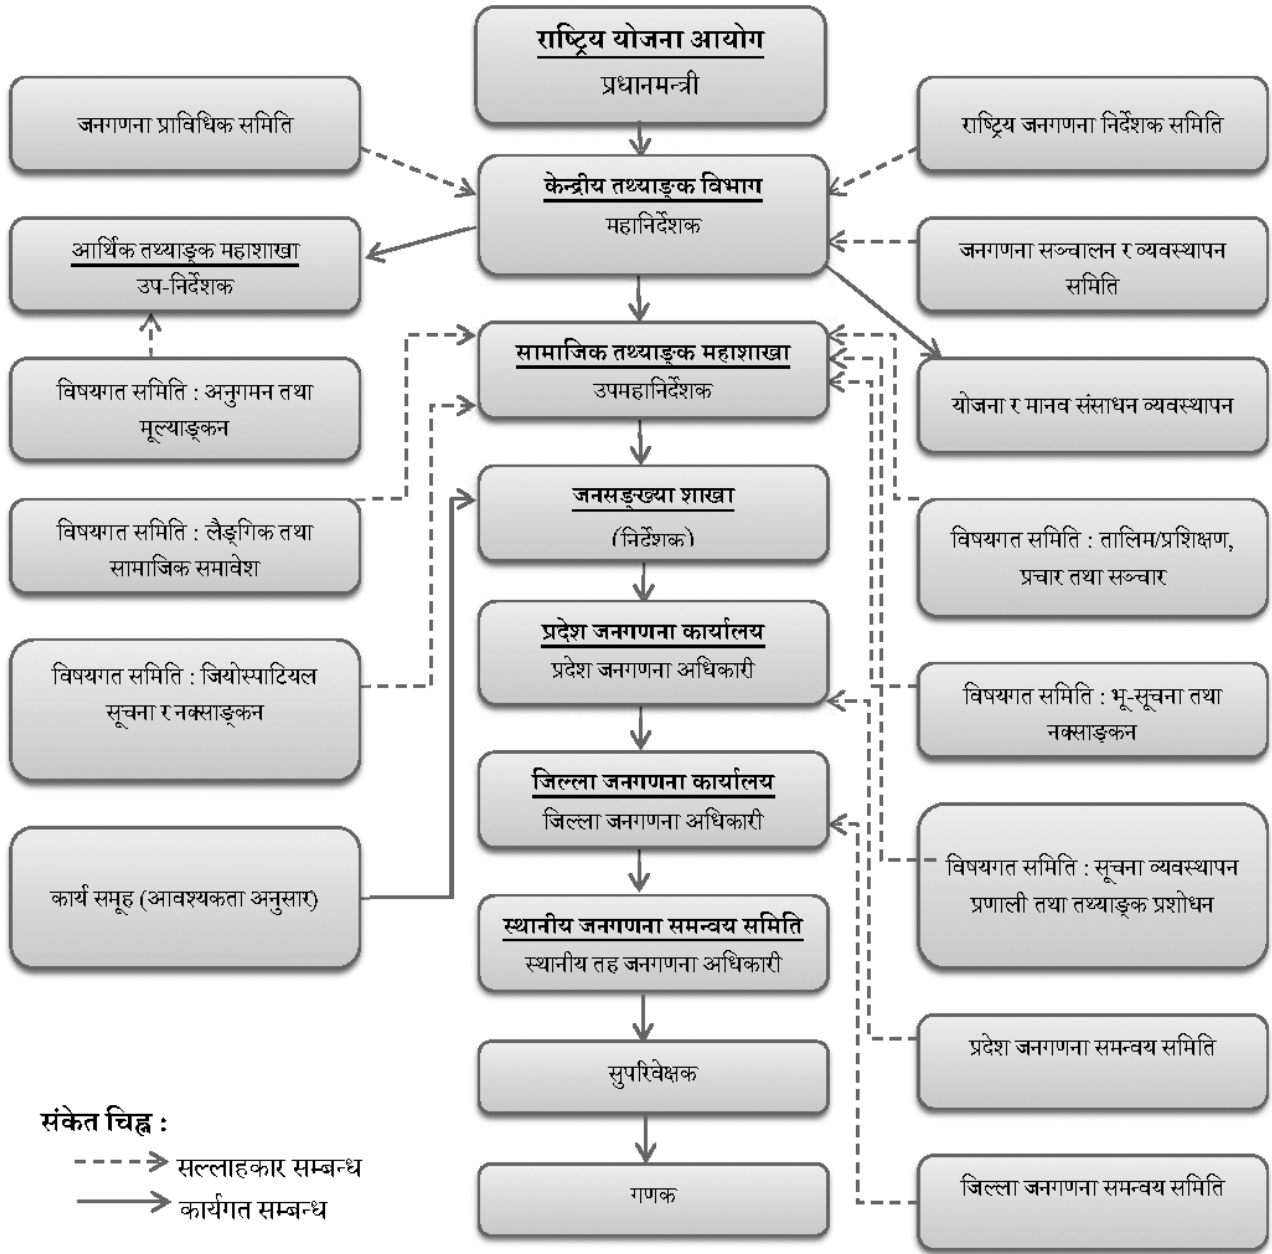 राष्ट्रिय योजना आयोग
प्रधानमन्त्री
जनगणना प्राविधिक समिति
राष्ट्रिय जनगणना निर्देशक समिति
केन्द्रीय तथ्याङ्क विभाग
महानिर्देशक
आर्थिक तथ्याङ्क महाशाखा
उप-निर्देशक
जनगणना सञ्चालन र व्यवस्थापन
समिति
सामाजिक तथ्याङ्क महाशाखा
उपमहानिर्देशक
विषयगत समिति : अनुगमन तथा
मूल्याङ्कन
योजना र मानव संसाधन व्यवस्थापन
जनसङ्ख्या शाखा
(निर्देशक)
विषयगत समिति : लैङ्गिक तथा
सामाजिक समावेश
विषयगत समिति : तालिम/प्रशिक्षण,
प्रचार तथा सञ्चार
प्रदेश जनगणना कार्यालय
प्रदेश जनगणना अधिकारी
विषयगत समिति : जियोस्पाटियल
सूचना र नक्साङ्कन
विषयगत समिति : भू-सूचना तथा
नक्साङ्कन
जिल्ला जनगणना कार्यालय
जिल्ला जनगणना अधिकारी
कार्य समूह (आवश्यकता अनुसार)
विषयगत समिति : सूचना व्यवस्थापन
प्रणाली तथा तथ्याङ्क प्रशोधन
स्थानीय जनगणना समन्वय समिति
स्थानीय तह जनगणना अधिकारी
सुपरिवेक्षक
प्रदेश जनगणना समन्वय समिति
गणक
जिल्ला जनगणना समन्वय समिति
संकेत चिह्न :
सल्लाहकार सम्बन्ध
कार्यगत सम्बन्ध